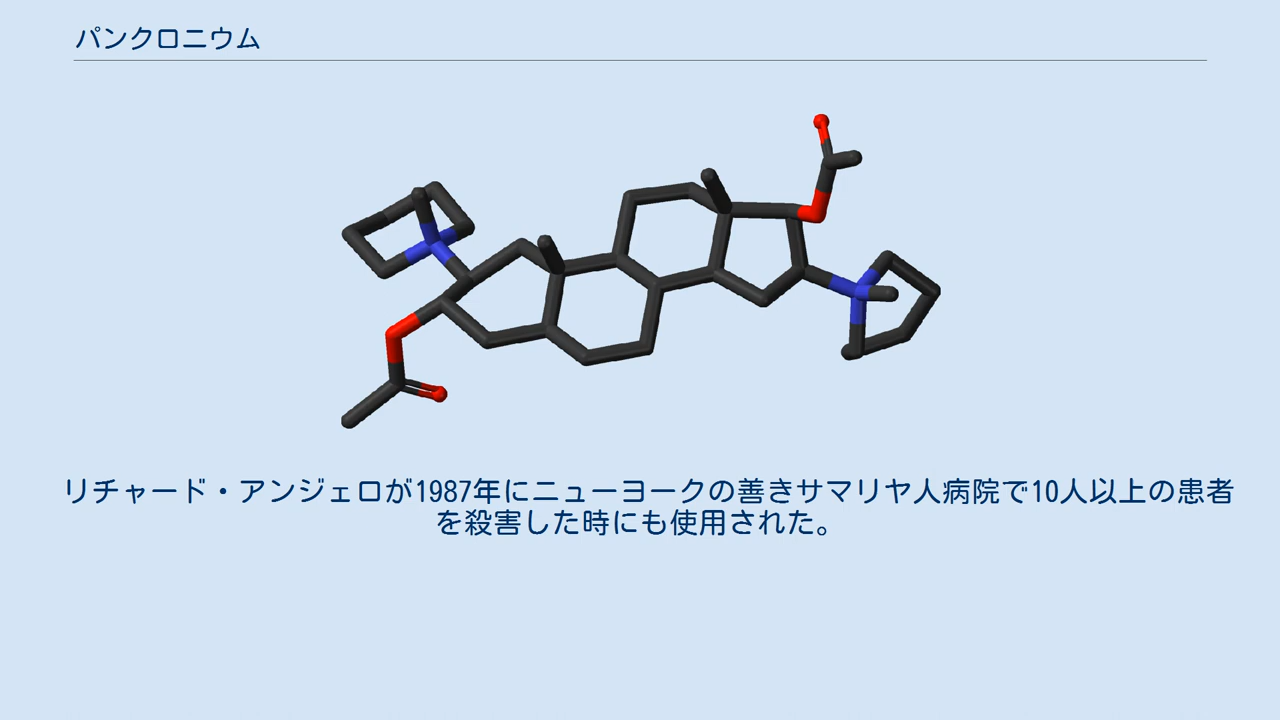 パンクロニウム
リチャード・アンジェロが1987年にニューヨークの善きサマリヤ人病院で10人以上の患者
を殺害した時にも使用された。